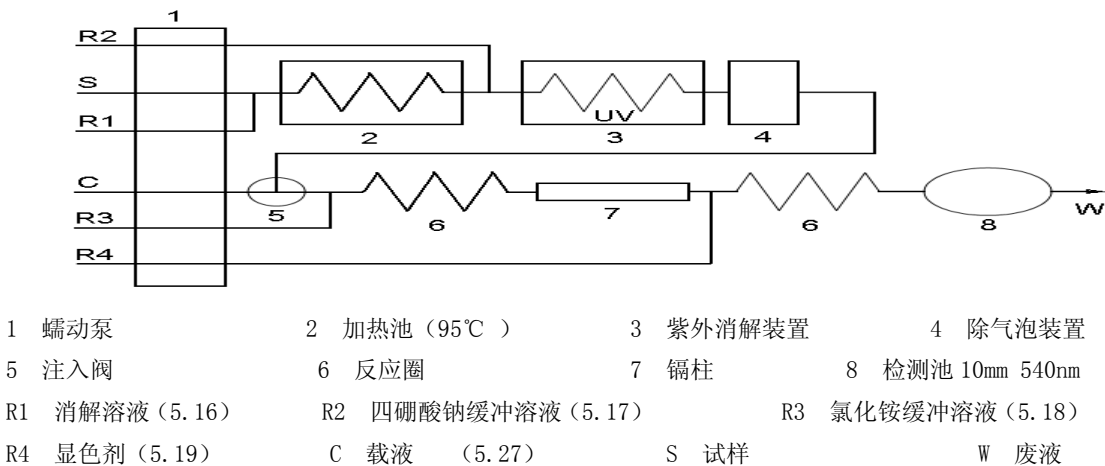 1
R2
S
UV
R1
2 3 4
C
5 6 7 6 8
R3
W
R4
1 蠕动泵 2 加热池（95℃ ） 3 紫外消解装置 4 除气泡装置
5 注入阀 6 反应圈 7 镉柱 8 检测池 10mm 540nm
R1 消解溶液（5.16） R2 四硼酸钠缓冲溶液（5.17） R3 氯化铵缓冲溶液（5.18）
R4 显色剂（5.19） C 载液 （5.27） S 试样 W 废液